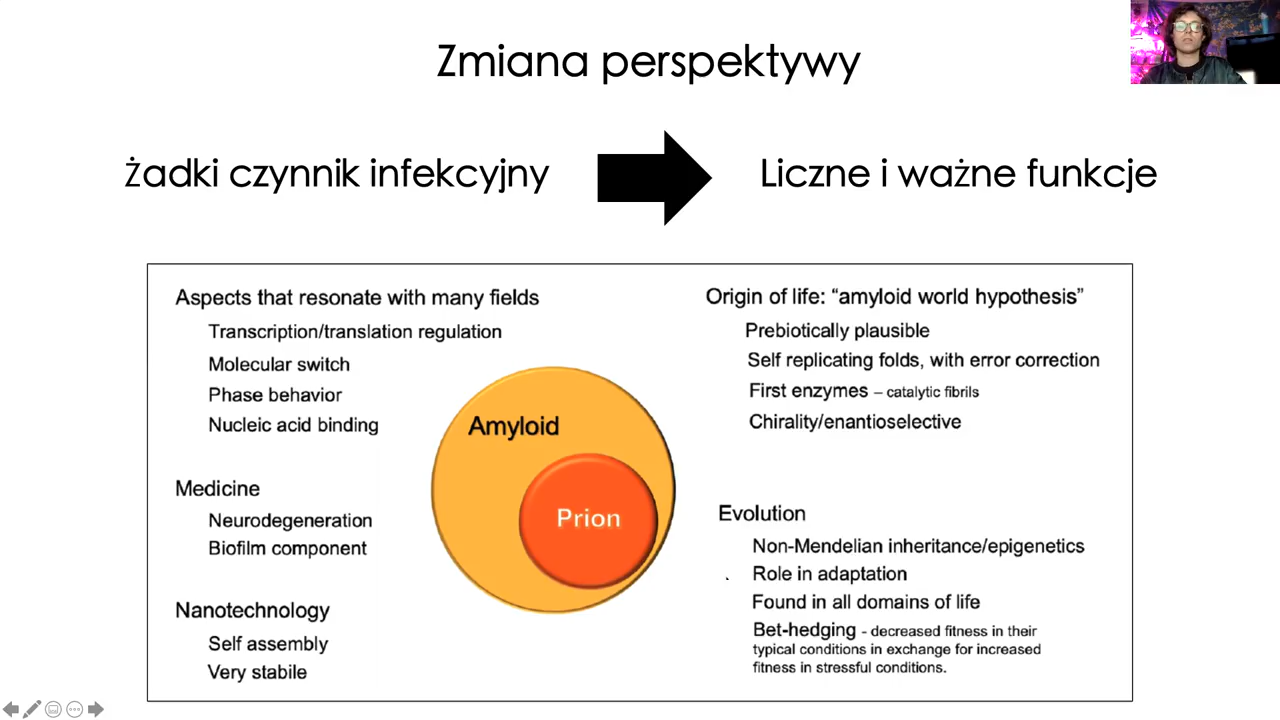 Zmiana perspektywy
Żadki czynnik infekcyjny
Liczne i ważne funkcje
Aspects that resonate with many fields
Transcription/translation regulation
Molecular switch
Phase behavior
Nucleic acid binding
Medicine
Neurodegeneration
Biofilm component
Nanotechnology
Self assembly
Very stabile
Amyloid
Prion
Origin of life: “amyloid world hypothesis”
Prebiotically plausible
Self replicating folds, with error correction
First enzymes – catalytic fibrils
Chirality/enantioselective
Evolution
Non-Mendelian inheritance/epigenetics
Role in adaptation
Found in all domains of life
Bet-hedging - decreased fitness in their
typical conditions in exchange for increased
fitness in stressful conditions.